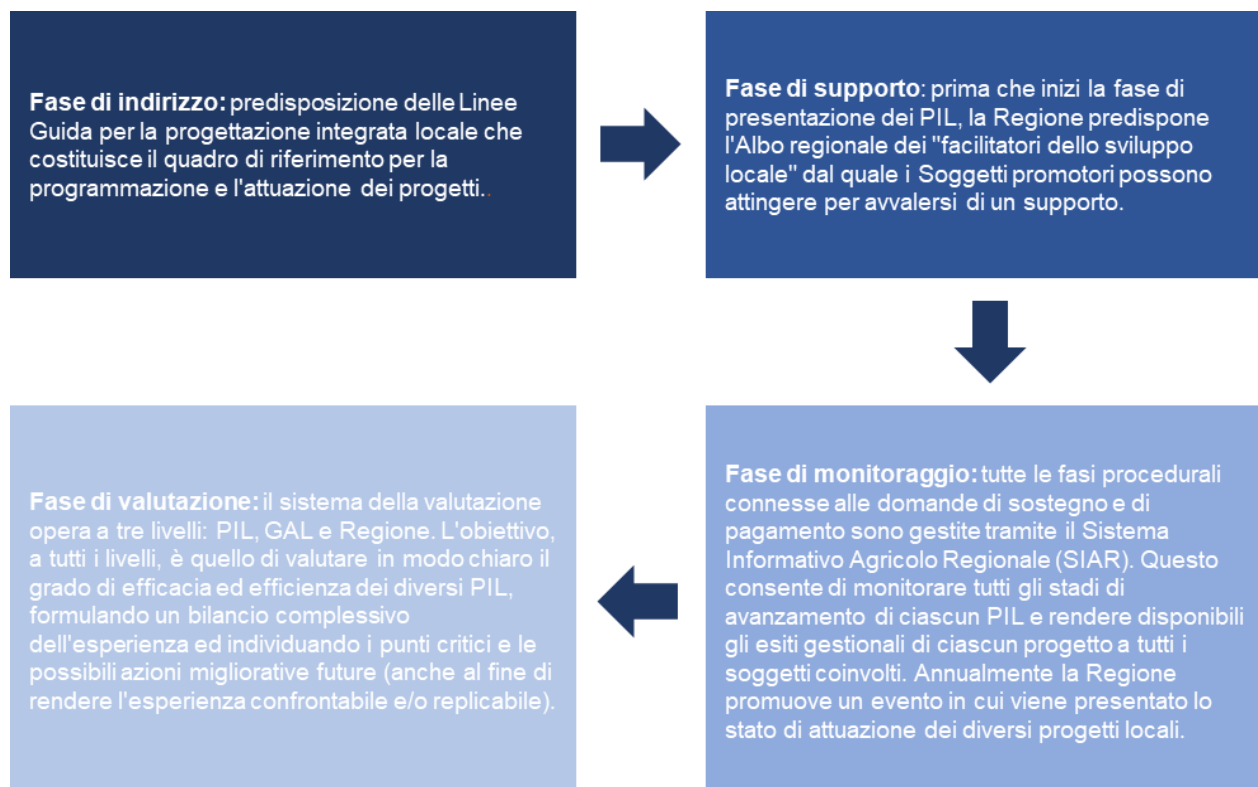 Fase di indirizzo: predisposizione delle Linee
Guida per la progettazione integrata locale che
costituisce il quadro di riferimento per la
programmazione e l'attuazione dei progetti..
Fase di supporto: prima che inizi la fase di
presentazione dei PIL, la Regione predispone
l'Albo regionale dei "facilitatori dello sviluppo
locale" dal quale i Soggetti promotori possono
attingere per avvalersi di un supporto.
Fase di monitoraggio: tutte le fasi procedurali
connesse alle domande di sostegno e di
pagamento sono gestite tramite il Sistema
Informativo Agricolo Regionale (SIAR). Questo
consente di monitorare tutti gli stadi di
avanzamento di ciascun PIL e rendere disponibili
gli esiti gestionali di ciascun progetto a tutti i
soggetti coinvolti. Annualmente la Regione
promuove un evento in cui viene presentato lo
stato di attuazione dei diversi progetti locali.
Fase di valutazione: il sistema della valutazione
opera a tre livelli: PIL, GAL e Regione. L'obiettivo,
a tutti i livelli, è quello di valutare in modo chiaro il
grado di efficacia ed efficienza dei diversi PIL,
formulando un bilancio complessivo
dell'esperienza ed individuando i punti critici e le
possibili azioni migliorative future (anche al fine di
rendere l'esperienza confrontabile e/o replicabile).